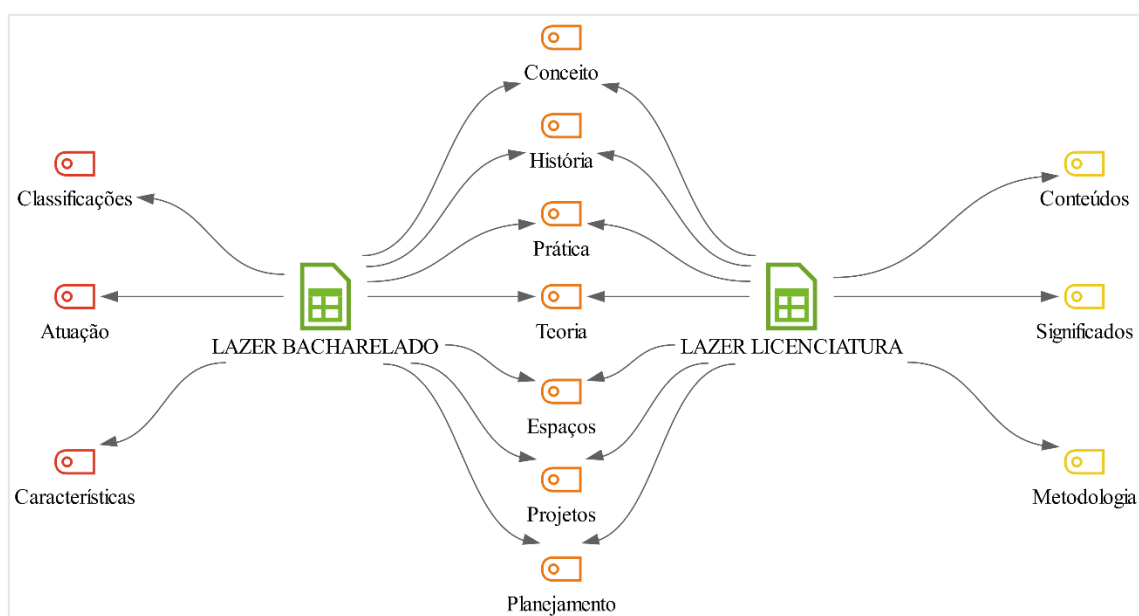 Conceito
História
Classificações
Conteúdos
Prática
Atuação
Teoria
Significados
LAZER BACHARELADO
LAZER LICENCIATURA
Espaços
Características
Projetos
Metodologia
Planejamento